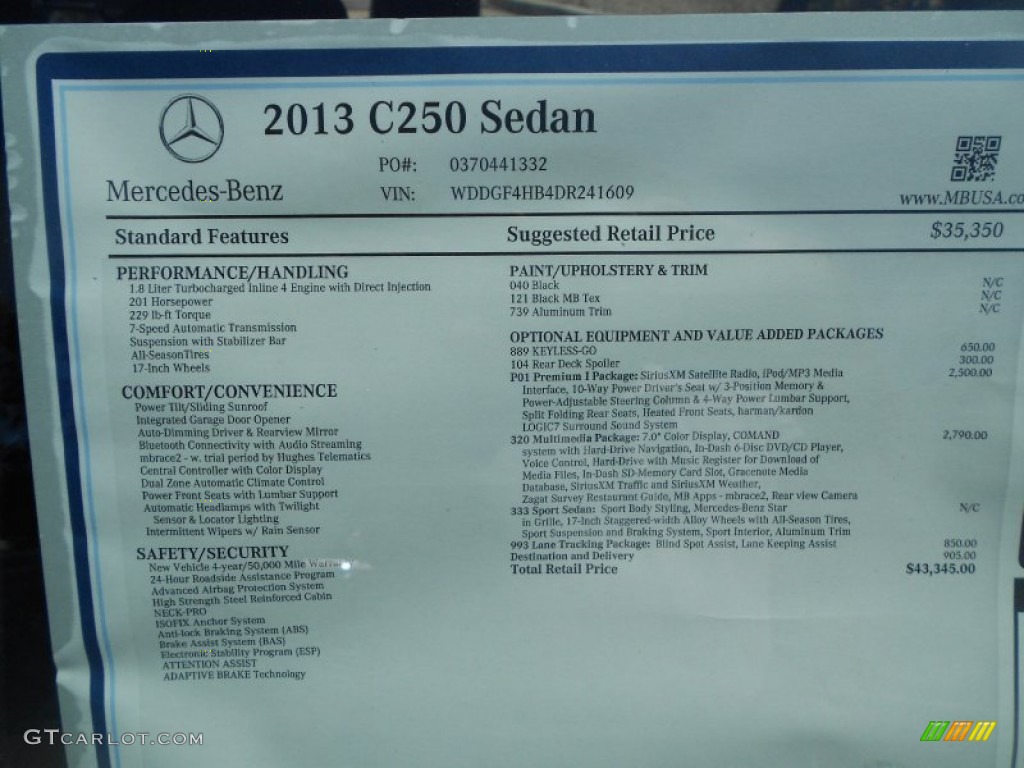 2013 C250 Sedan
PO#: 0370441332
Mercedes-Benz
VIN: WDDGF4HB4DR241609
www.MBUSA.co
Standard Features
Suggested Retail Price $35,350
PERFORMANCE/HANDLING
1.8 Liter Turbocharged Inline 4 Engine with Direct Injection
201 Horsepower
229 lb-ft Torque
7-Speed Automatic Transmission
Suspension with Stabilizer Bar
All-SeasonTires
17-Inch Wheels
COMFORT/CONVENIENCE
Power Tilt/Sliding Sunroof
Integrated Garage Door Opener
Auto-Dimming Driver & Rearview Mirror
Bluetooth Connectivity with Audio Streaming
mbrace2 - w. trial period by Hughes Telematics
Central Controller with Color Display
Dual Zone Automatic Climate Control
Power Front Seats with Lumbar Support
Automatic Headlamps with Twilight
Sensor & Locator Lighting
Intermittent Wipers w/ Rain Sensor
SAFETY/SECURITY
New Vehicle 4-year/50,000 Mile
24-Hour Roadside Assistance Program
Advanced Airbag Protection System
High Strength Steel Reinforced Cabin
NECK-PRO
ISOFIX Anchor System
Anti-lock Braking System (ABS)
Brake Assist System (BAS)
Electronic Stability Program (ESP)
ATTENTION ASSIST
ADAPTIVE BRAKE Technology
PAINT/UPHOLSTERY & TRIM
040 Black N/C
121 Black MB Tex N/C
739 Aluminum Trim N/C
OPTIONAL EQUIPMENT AND VALUE ADDED PACKAGES
889 KEYLESS-GO 650.00
104 Rear Deck Spoiler 300.00
P01 Premium I Package: SiriusXM Satellite Radio, iPod/MP3 Media 2,500.00
Interface, 10-Way Power Driver's Seat w/ 3-Position Memory &
Power-Adjustable Steering Column & 4-Way Power Lumbar Support,
Split Folding Rear Seats, Heated Front Seats, harman/kardon
LOGIC7 Surround Sound System
320 Multimedia Package: 7.0" Color Display, COMAND 2,790.00
system with Hard-Drive Navigation, In-Dash 6-Disc DVD/CD Player,
Voice Control, Hard-Drive with Music Register for Download of
Media Files, In-Dash SD-Memory Card Slot, Gracenote Media
Database, SiriusXM Traffic and SiriusXM Weather,
Zagat Survey Restaurant Guide, MB Apps - mbrace2, Rear view Camera
333 Sport Sedan: Sport Body Styling, Mercedes-Benz Star N/C
in Grille, 17-Inch Staggered-width Alloy Wheels with All-Season Tires,
Sport Suspension and Braking System, Sport Interior, Aluminum Trim
993 Lane Tracking Package: Blind Spot Assist, Lane Keeping Assist 850.00
Destination and Delivery 905.00
Total Retail Price $43,345.00
GTcarlot.com